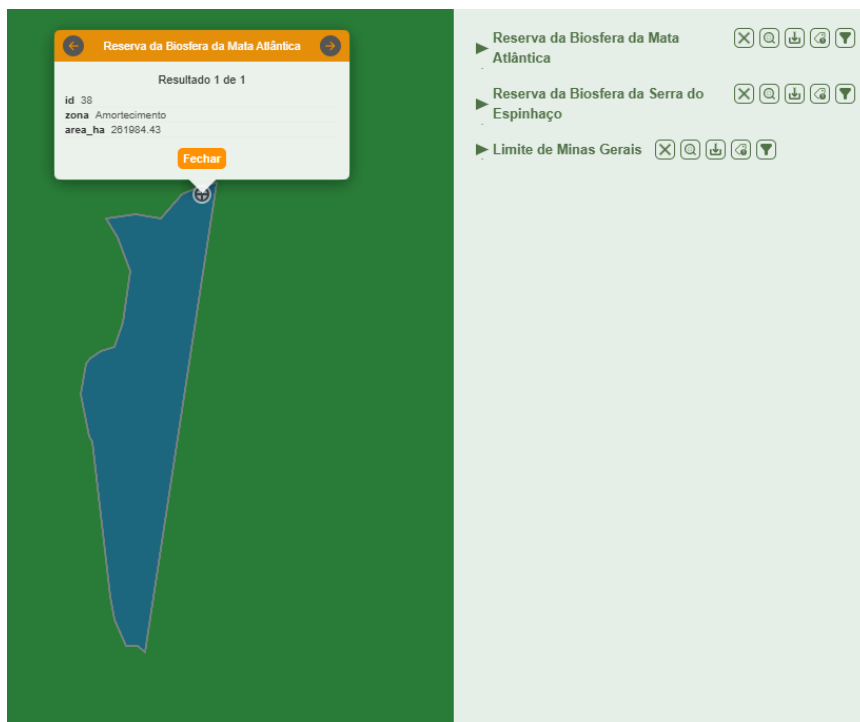 Reserva da Biosfera da Mata Atlântica
Resultado 1 de 1
id 38
zona Amortecimento
area_ha 261984.43
Fechar
Reserva da Biosfera da Mata
Atlântica
Reserva da Biosfera da Serra do
Espinhaço
Limite de Minas Gerais